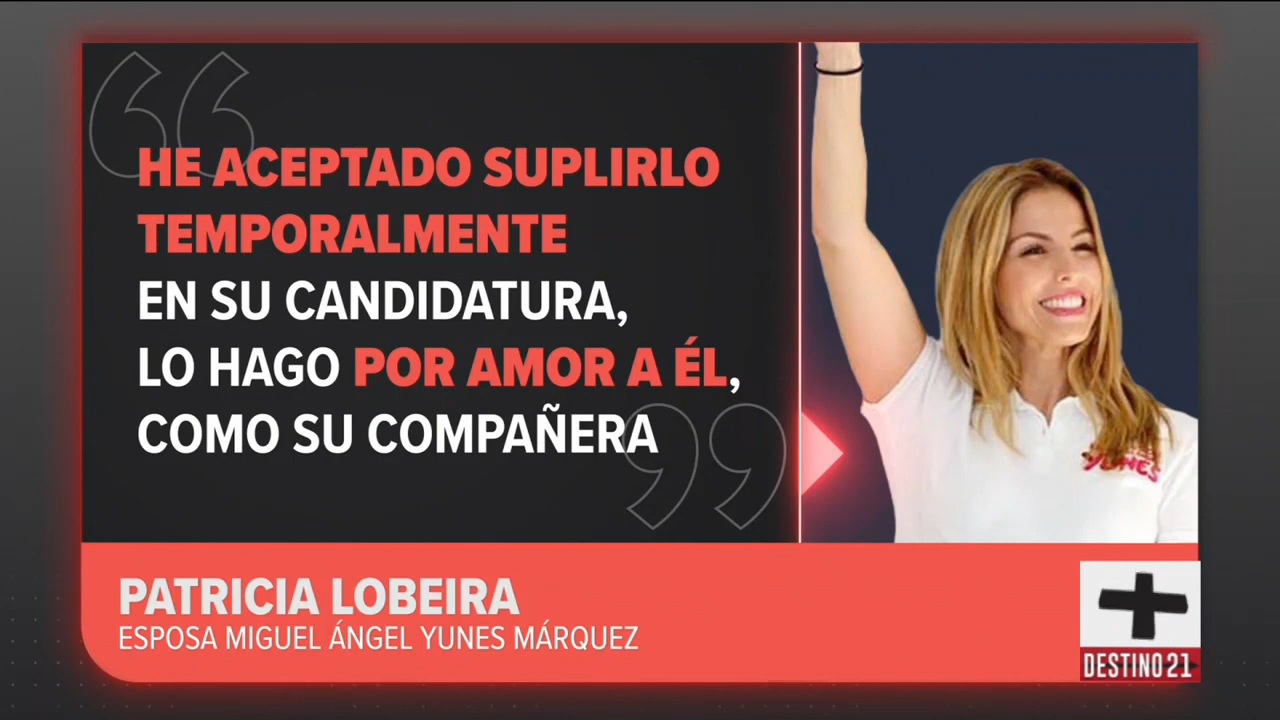 HE ACEPTADO SUPLIRLO
TEMPORALMENTE
EN SU CANDIDATURA,
LO HAGO POR AMOR A ÉL,
COMO SU COMPAÑERA
YUNES
PATRICIA LOBEIRA
ESPOSA MIGUEL ÁNGEL YUNES MÁRQUEZ
DESTINO 21